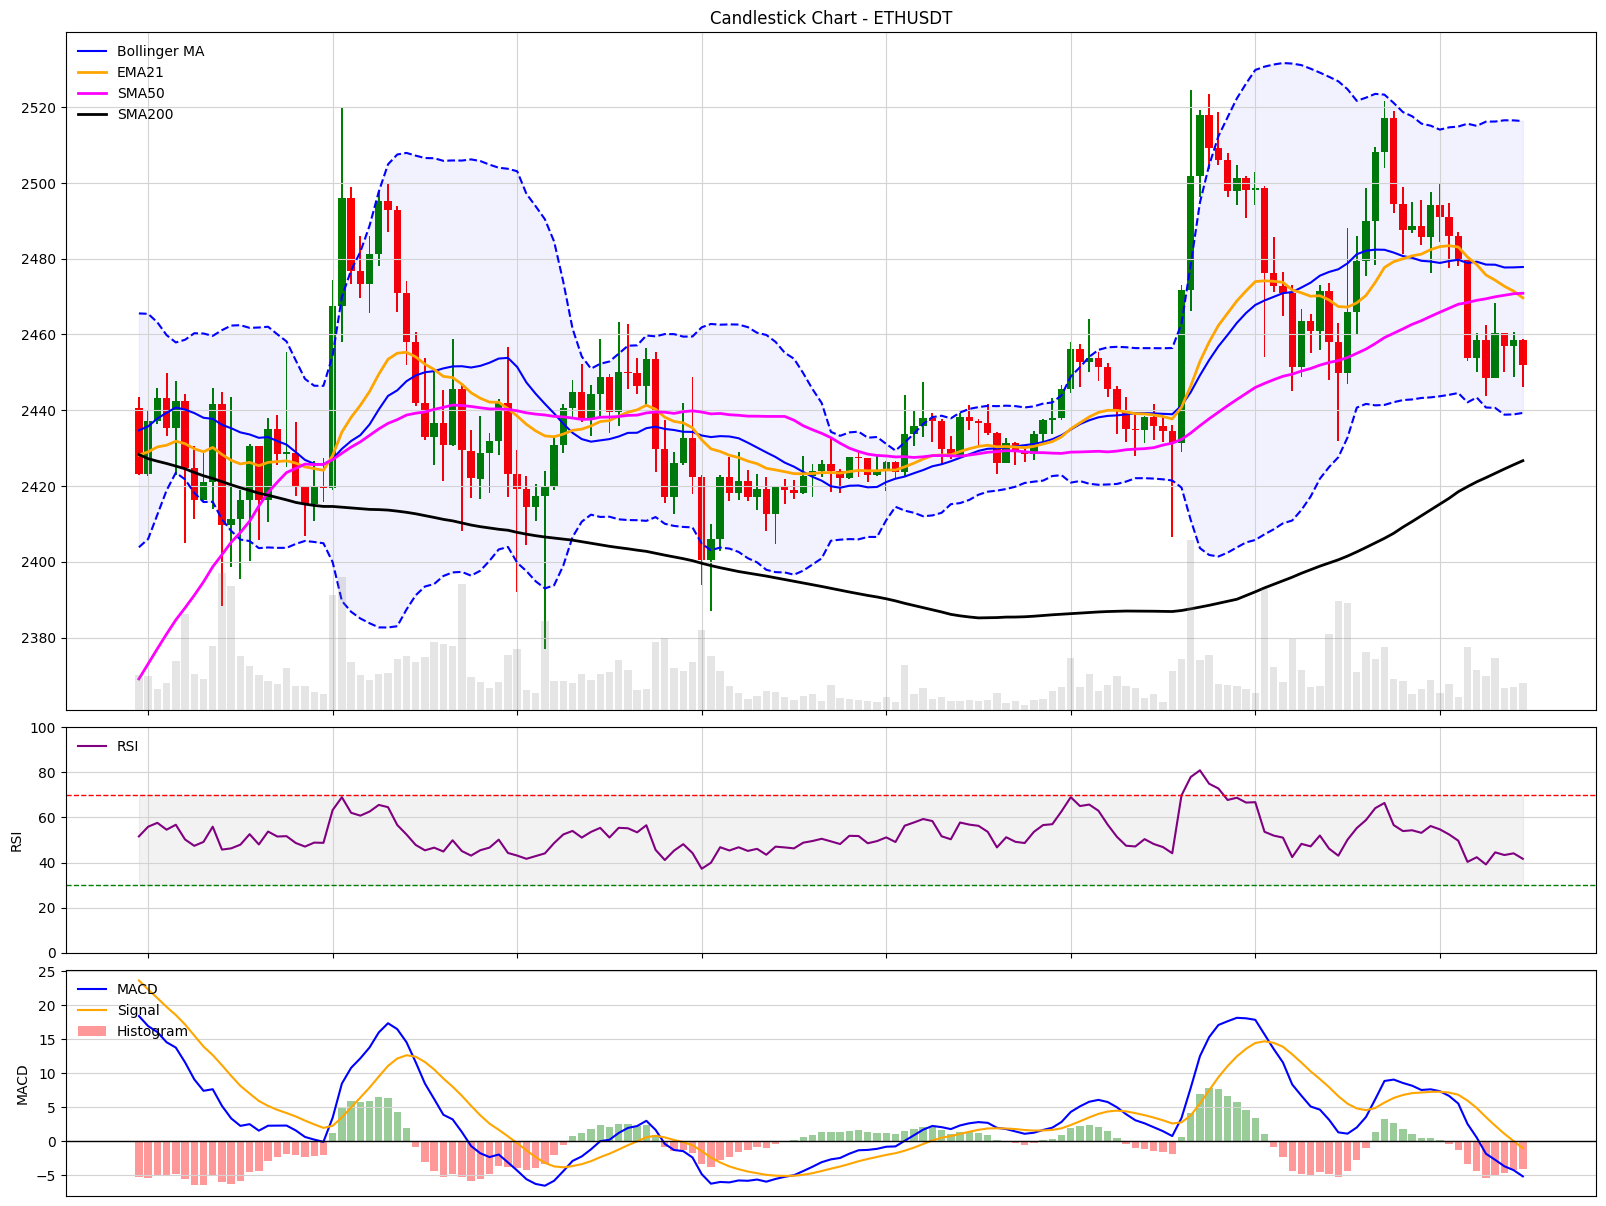 Candlestick Chart - ETHUSDT
Bollinger MA
EMA21
SMA50
SMA200
2520
2500
2480
2460
2440
2420
2400
2380
RSI
100
80
60
40
20
0
RSI
MACD
Signal
Histogram
25
20
15
10
5
0
−5
MACD